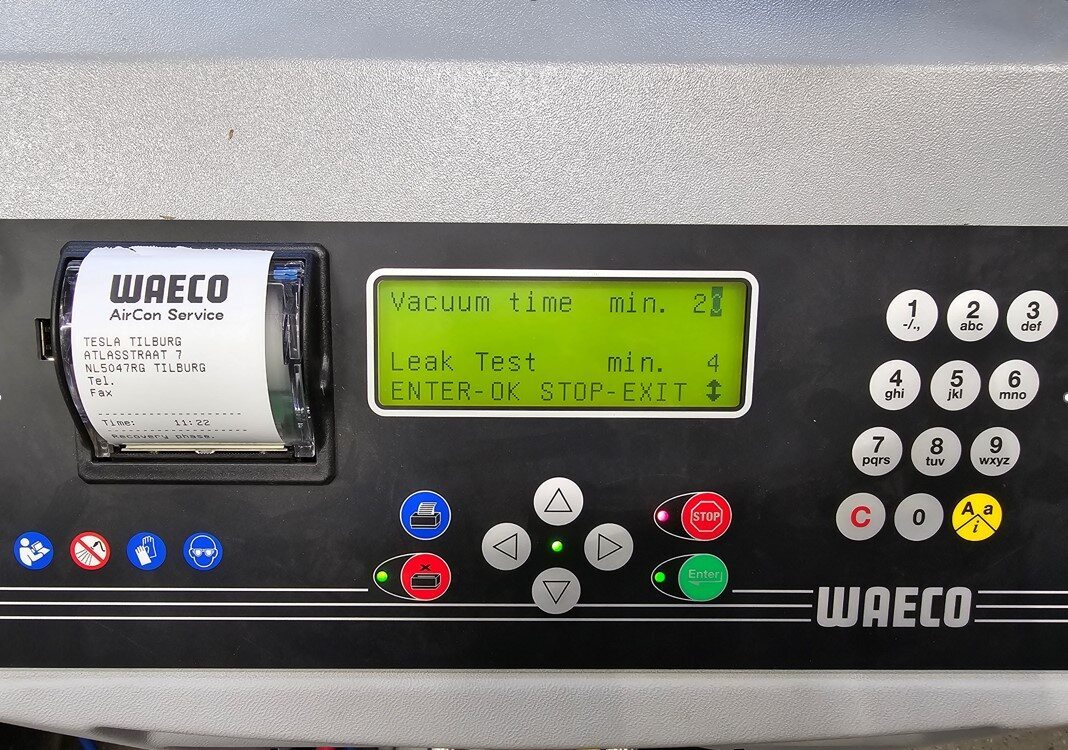 WAECO
AirCon Service
TESLA TILBURG
ATLASSTRAAT 7
NL5047RG TILBURG
Tel.
Fax
Time: 11:22
Recovery phase.
Vacuum time min. 20
Leak Test min. 4
ENTER-OK STOP-EXIT
STOP
Enter
1
-/.,
2
abc
3
def
4
ghi
5
jkl
6
mno
7
pqrs
8
tuv
9
wxyz
C
0
A a
i
WAECO